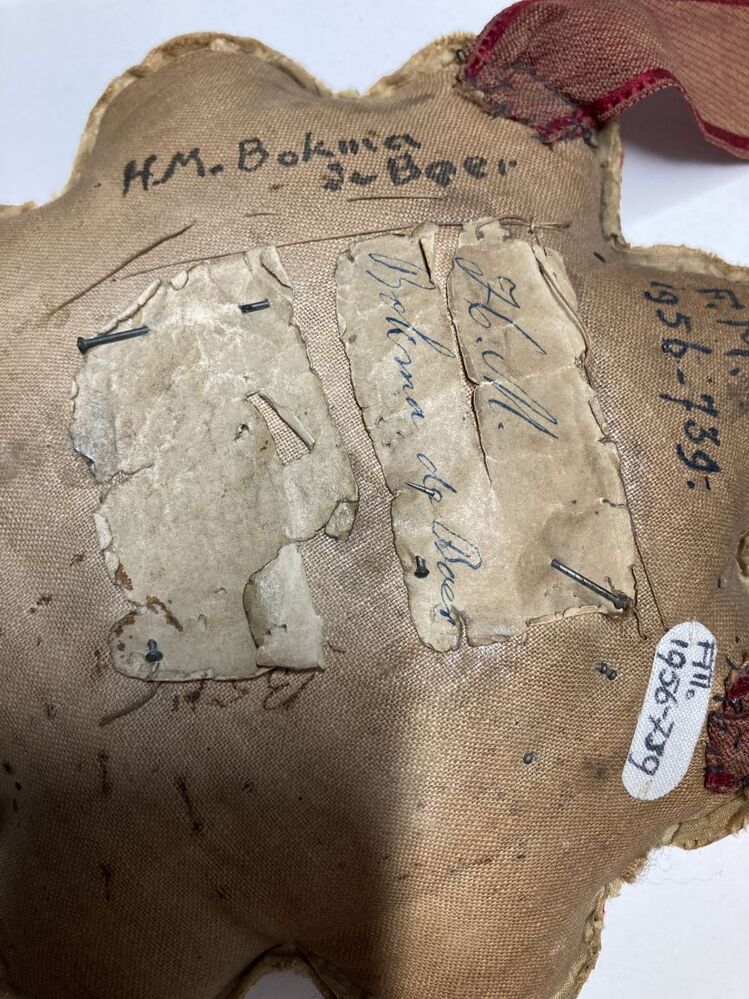 H.M. Bokma
de Boer
H. M.
Bokma de Boer
F.M.
1956-739.
F.M.
1956-739